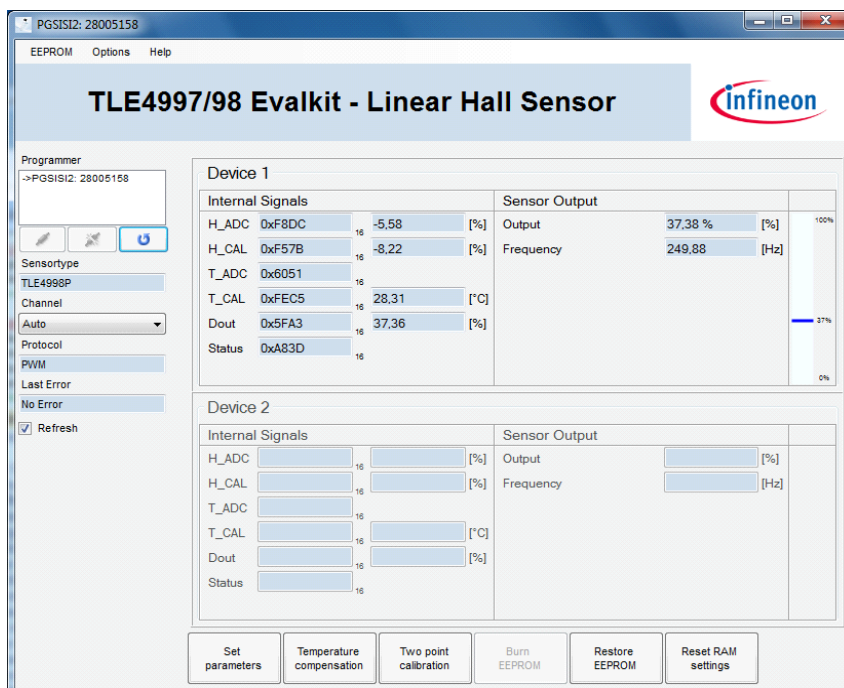 PGSISI2: 28005158
EEPROM Options Help
TLE4997/98 Evalkit - Linear Hall Sensor
infineon
Programmer
->PGSISI2: 28005158
Sensortype
TLE4998P
Channel
Auto
Protocol
PWM
Last Error
No Error
Refresh
Device 1
Internal Signals
H_ADC 0xF8DC 16 -5,58 [%]
H_CAL 0xF57B 16 -8,22 [%]
T_ADC 0x6051 16
T_CAL 0xFEC5 16 28,31 [°C]
Dout 0x5FA3 16 37,36 [%]
Status 0xA83D 16
Sensor Output
Output 37,38 % [%]
Frequency 249,88 [Hz]
100%
37%
0%
Device 2
Internal Signals
H_ADC 16 [%]
H_CAL 16 [%]
T_ADC 16
T_CAL 16 [°C]
Dout 16 [%]
Status 16
Sensor Output
Output [%]
Frequency [Hz]
Set parameters
Temperature compensation
Two point calibration
Burn EEPROM
Restore EEPROM
Reset RAM settings